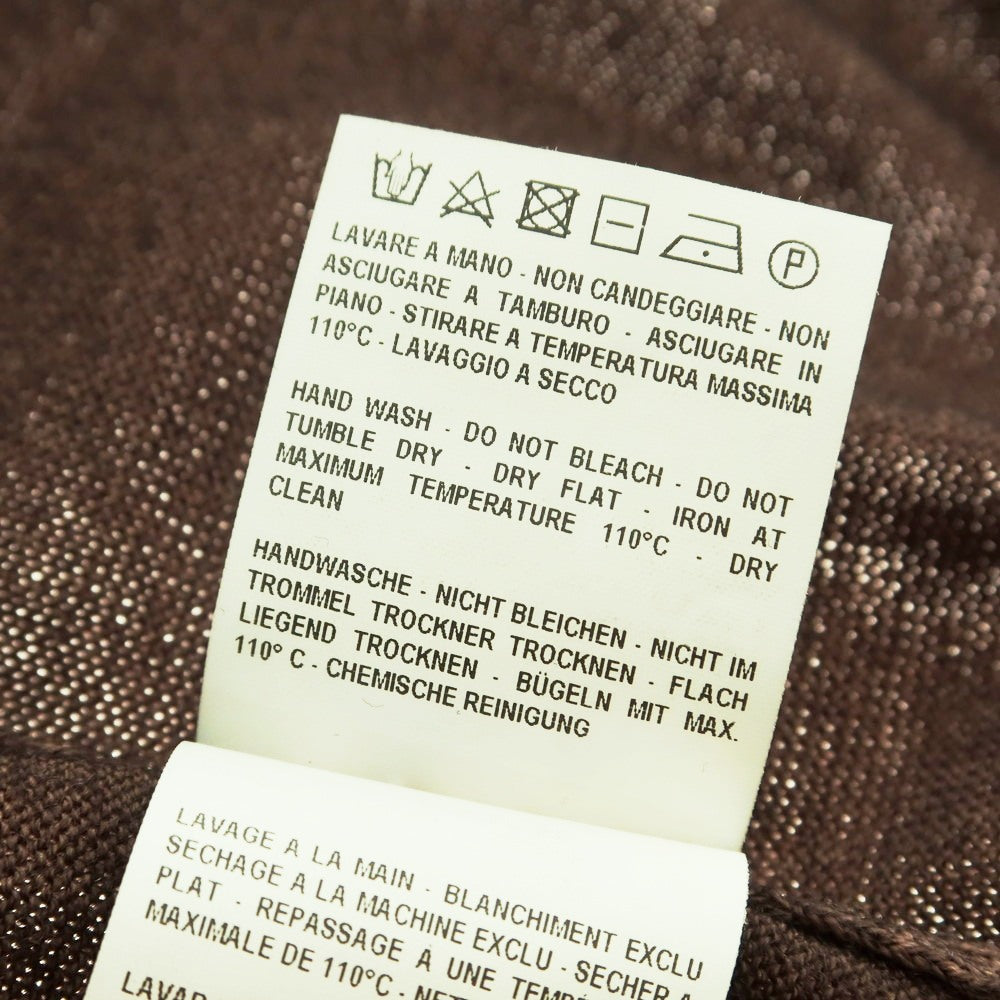 P
LAVARE A MANO - NON CANDEGGIARE - NON
ASCIUGARE A TAMBURO - ASCIUGARE IN
PIANO - STIRARE A TEMPERATURA MASSIMA
110°C - LAVAGGIO A SECCO
HAND WASH - DO NOT BLEACH - DO NOT
TUMBLE DRY - DRY FLAT - IRON AT
MAXIMUM TEMPERATURE 110°C - DRY
CLEAN
HANDWASCHE - NICHT BLEICHEN - NICHT IM
TROMMEL TROCKNER TROCKNEN - FLACH
LIEGEND TROCKNEN - BÜGELN MIT MAX.
110° C - CHEMISCHE REINIGUNG
LAVAGE A LA MAIN - BLANCHIMENT EXCLU
SECHAGE A LA MACHINE EXCLU - SECHER A
PLAT - REPASSAGE A UNE
MAXIMALE DE 110°C -